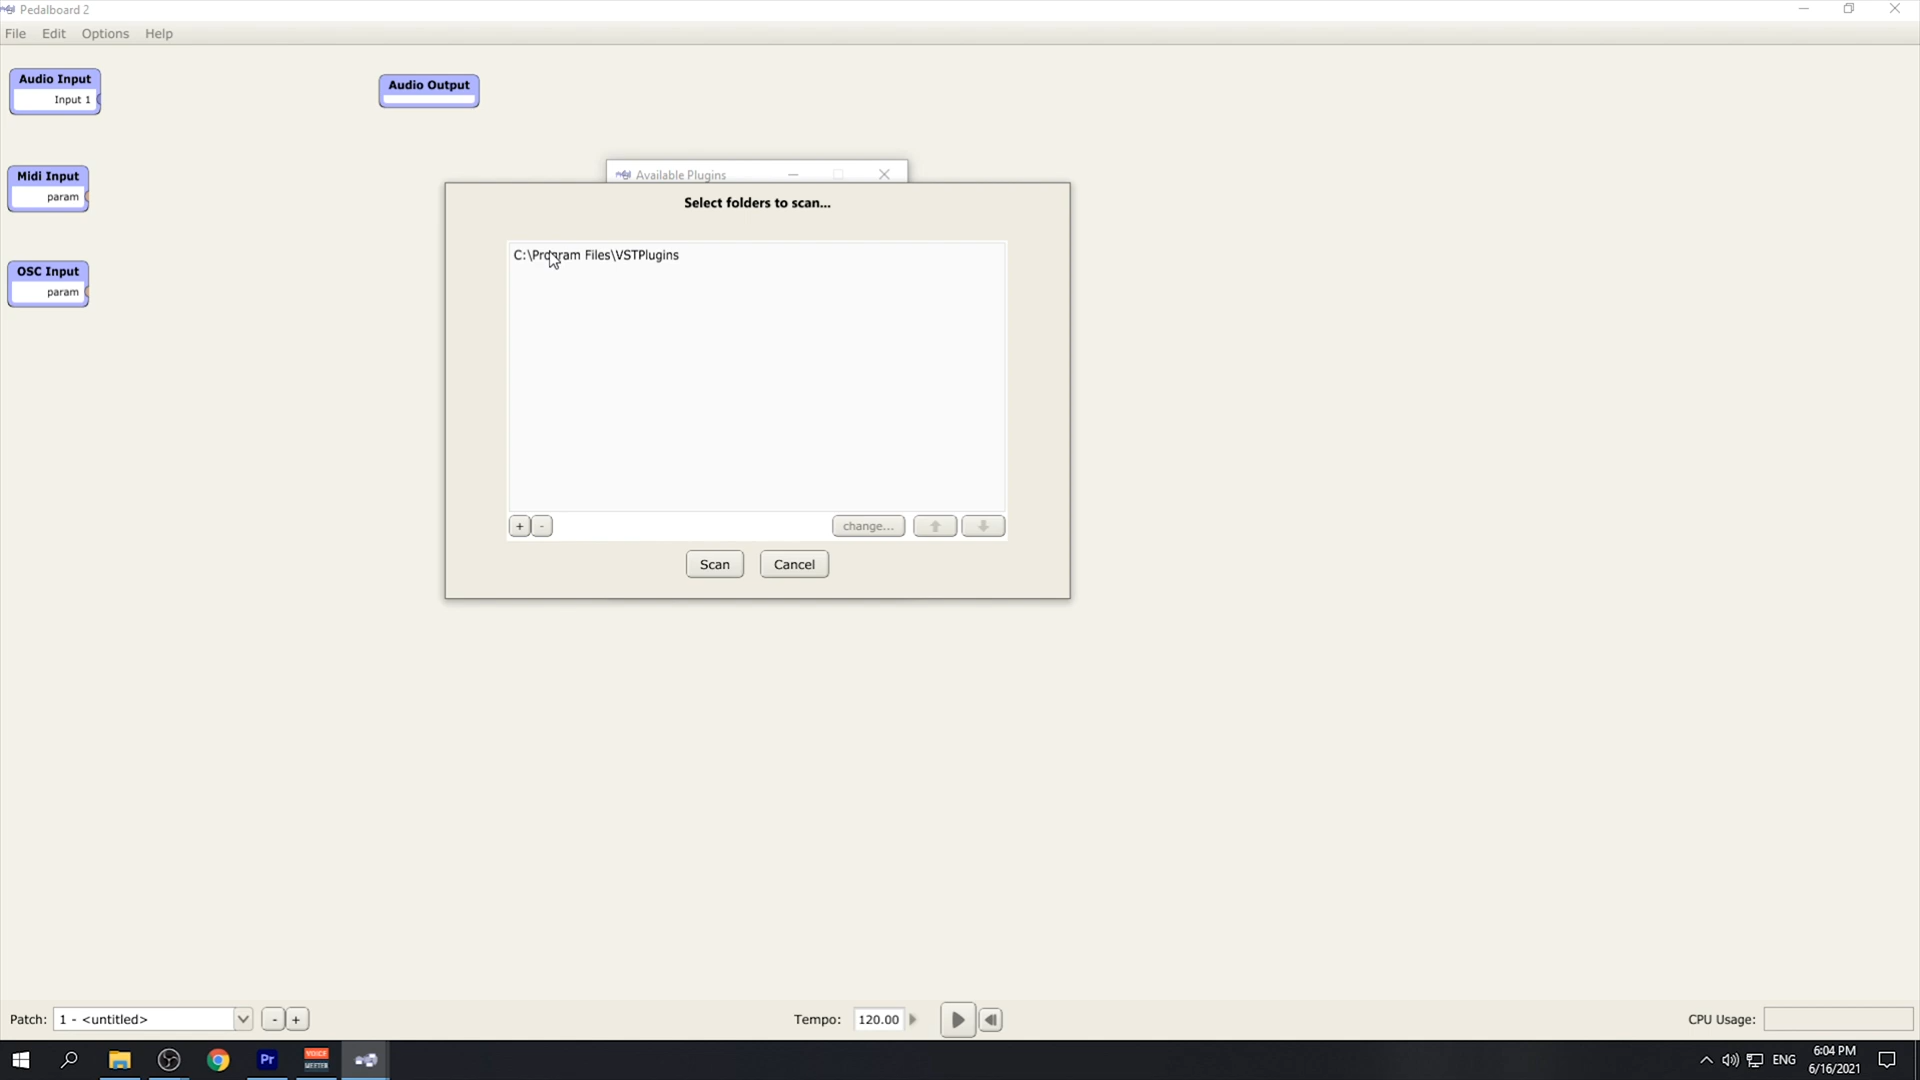 Pedalboard 2
File Edit Options Help
Audio Input
Input 1
Audio Output
Midi Input
param
OSC Input
param
Available Plugins
Select folders to scan...
C:\Program Files\VSTPlugins
+ - change...
Scan Cancel
Patch: 1 - <untitled> - + Tempo: 120.00 CPU Usage:
Pr VOICE ENG 6:04 PM
6/16/2021